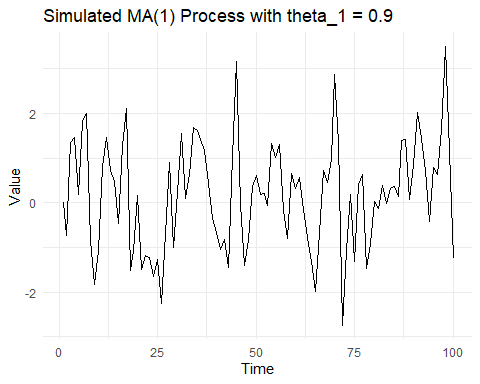 Simulated MA(1) Process with theta_1 = 0.9
Value
2
0
-2
0
25
50
75
100
Time